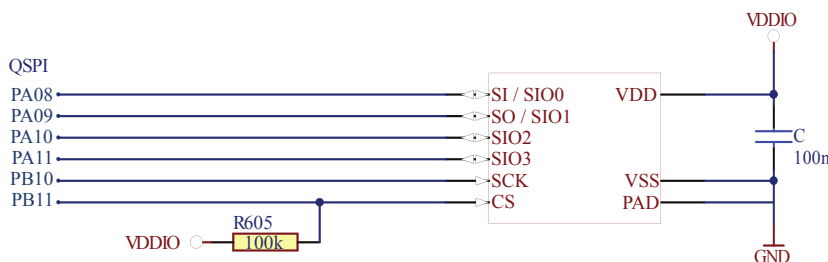 VDDIO
QSPI
PA08 SI / SIO0 VDD
PA09 SO / SIO1
PA10 SIO2 C
PA11 SIO3 100n
PB10 SCK VSS
PB11 CS PAD
R605
VDDIO 100k
GND